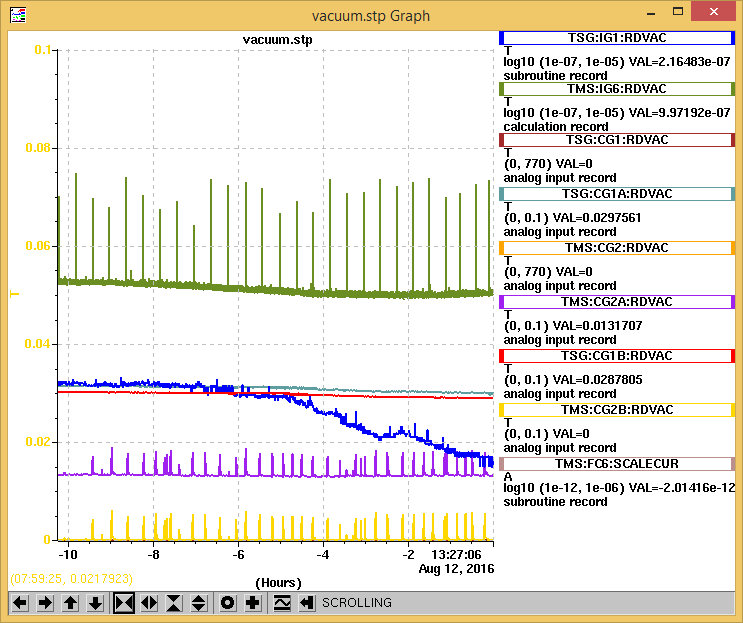 vacuum.stp Graph
vacuum.stp
0.1
0.08
0.06
T
0.04
0.02
0
-10
-8
-6
-4
-2
13:27:06
Aug 12, 2016
(07:59:25, 0.0217923)
(Hours)
TSG:IG1:RDVAC
T
log10 (1e-07, 1e-05) VAL=2.16483e-07
subroutine record
TMS:IG6:RDVAC
T
log10 (1e-07, 1e-05) VAL=9.97192e-07
calculation record
TSG:CG1:RDVAC
T
(0, 770) VAL=0
analog input record
TSG:CG1A:RDVAC
T
(0, 0.1) VAL=0.0297561
analog input record
TMS:CG2:RDVAC
T
(0, 770) VAL=0
analog input record
TMS:CG2A:RDVAC
T
(0, 0.1) VAL=0.0131707
analog input record
TSG:CG1B:RDVAC
T
(0, 0.1) VAL=0.0287805
analog input record
TMS:CG2B:RDVAC
T
(0, 0.1) VAL=0
analog input record
TMS:FC6:SCALECUR
A
log10 (1e-12, 1e-06) VAL=-2.01416e-12
subroutine record
SCROLLING